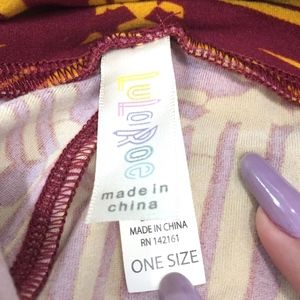 LuLaRoe
made in
china
MADE IN CHINA
RN 142161
ONE SIZE